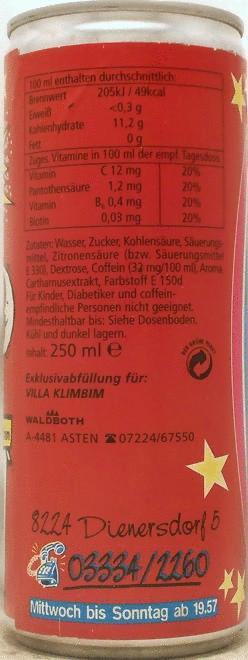 100 ml enthalten durchschnittlich:
Brennwert 205kJ / 49kcal
Eiweiß <0,3 g
Kohlenhydrate 11,2 g
Fett 0 g
Zuges. Vitamine in 100 ml der empf. Tagesdosis
Vitamin C 12 mg 20%
Pantothensäure 1,2 mg 20%
Vitamin B6 0,4 mg 20%
Biotin 0,03 mg 20%
Zutaten: Wasser, Zucker, Kohlensäure, Säuerungs-
mittel, Zitronensäure (bzw. Säuerungsmittel
E 330), Dextrose, Coffein (32 mg/100 ml), Aroma,
Carthamusextrakt, Farbstoff E 150d
Für Kinder, Diabetiker und coffein-
empfindliche Personen nicht geeignet.
Mindesthaltbar bis: Siehe Dosenboden.
Kühl und dunkel lagern.
Inhalt: 250 ml e
DER GRÜNE PUNKT
Exklusivabfüllung für:
VILLA KLIMBIM
WALDBOTH
A-4481 ASTEN ☎ 07224/67550
8224 Dienersdorf 5
03334/2260
Mittwoch bis Sonntag ab 19.57